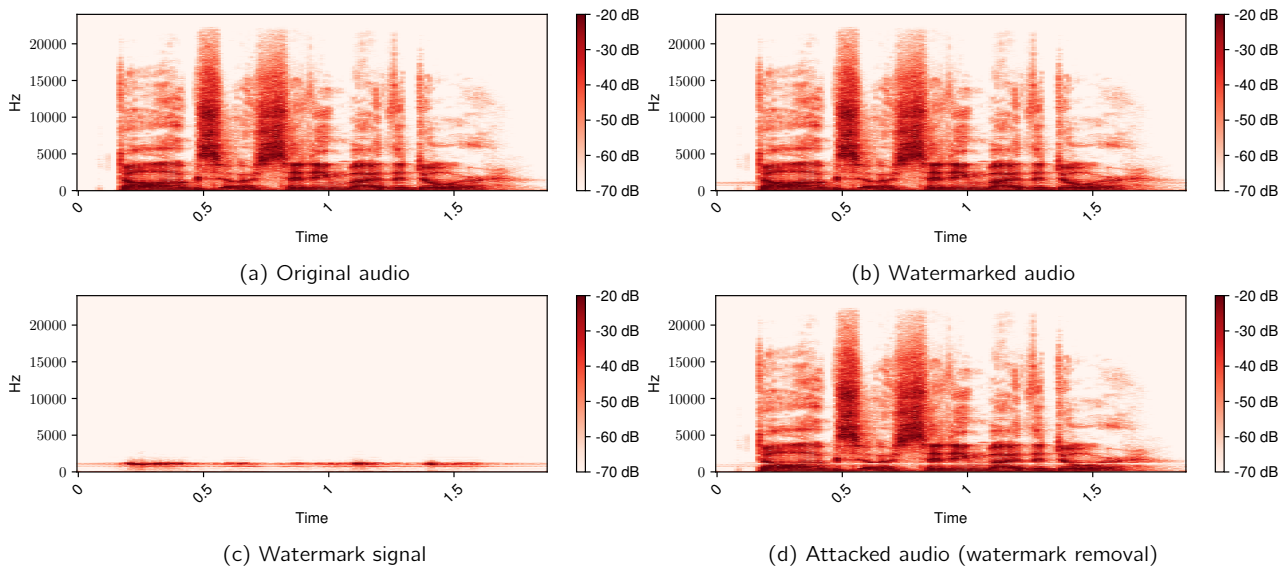 20000
15000
10000
5000
0
Hz
0
0.5
1
1.5
Time
-20 dB
-30 dB
-40 dB
-50 dB
-60 dB
-70 dB
(a) Original audio
20000
15000
10000
5000
0
Hz
0
0.5
1
1.5
Time
-20 dB
-30 dB
-40 dB
-50 dB
-60 dB
-70 dB
(b) Watermarked audio
20000
15000
10000
5000
0
Hz
0
0.5
1
1.5
Time
-20 dB
-30 dB
-40 dB
-50 dB
-60 dB
-70 dB
(c) Watermark signal
20000
15000
10000
5000
0
Hz
0
0.5
1
1.5
Time
-20 dB
-30 dB
-40 dB
-50 dB
-60 dB
-70 dB
(d) Attacked audio (watermark removal)